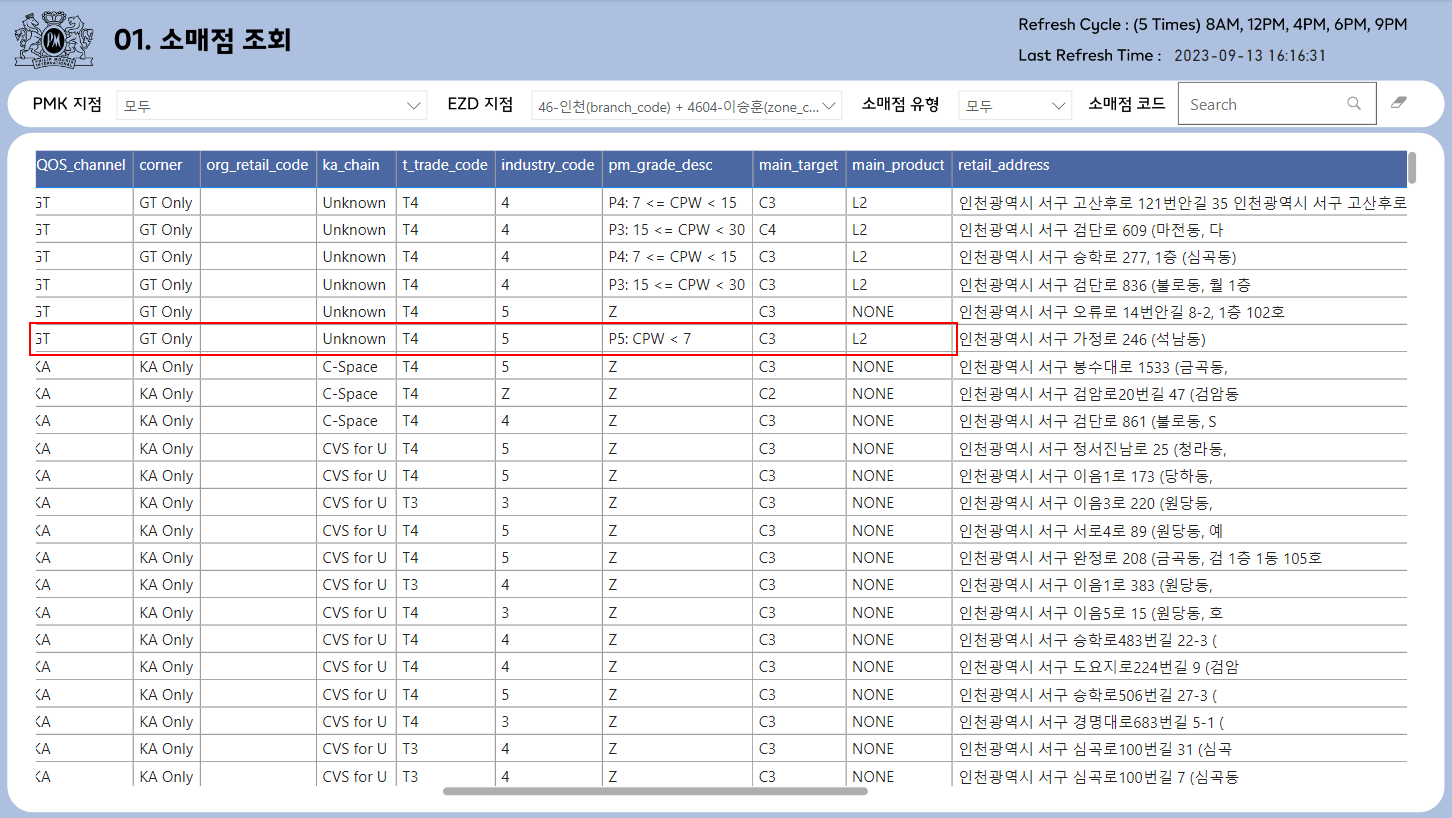 PM
PHILIP MORRIS
INTERNATIONAL
01. 소매점 조회
Refresh Cycle : (5 Times) 8AM, 12PM, 4PM, 6PM, 9PM
Last Refresh Time : 2023-09-13 16:16:31
PMK 지점 모두 EZD 지점 46-인천(branch_code) + 4604-이승훈(zone_c... 소매점 유형 모두 소매점 코드 Search
QOS_channel corner org_retail_code ka_chain t_trade_code industry_code pm_grade_desc main_target main_product retail_address
GT GT Only Unknown T4 4 P4: 7 <= CPW < 15 C3 L2 인천광역시 서구 고산후로 121번안길 35 인천광역시 서구 고산후로
GT GT Only Unknown T4 4 P3: 15 <= CPW < 30 C4 L2 인천광역시 서구 검단로 609 (마전동, 다
GT GT Only Unknown T4 4 P4: 7 <= CPW < 15 C3 L2 인천광역시 서구 승학로 277, 1층 (심곡동)
GT GT Only Unknown T4 4 P3: 15 <= CPW < 30 C3 L2 인천광역시 서구 검단로 836 (불로동, 월 1층
GT GT Only Unknown T4 5 Z C3 NONE 인천광역시 서구 오류로 14번안길 8-2, 1층 102호
GT GT Only Unknown T4 5 P5: CPW < 7 C3 L2 인천광역시 서구 가정로 246 (석남동)
KA KA Only C-Space T4 5 Z C3 NONE 인천광역시 서구 봉수대로 1533 (금곡동,
KA KA Only C-Space T4 Z Z C2 NONE 인천광역시 서구 검암로20번길 47 (검암동
KA KA Only C-Space T4 4 Z C3 NONE 인천광역시 서구 검단로 861 (불로동, S
KA KA Only CVS for U T4 5 Z C3 NONE 인천광역시 서구 정서진남로 25 (청라동,
KA KA Only CVS for U T4 5 Z C3 NONE 인천광역시 서구 이음1로 173 (당하동,
KA KA Only CVS for U T3 3 Z C3 NONE 인천광역시 서구 이음3로 220 (원당동,
KA KA Only CVS for U T4 5 Z C3 NONE 인천광역시 서구 서로4로 89 (원당동, 예
KA KA Only CVS for U T4 5 Z C3 NONE 인천광역시 서구 완정로 208 (금곡동, 검 1층 1동 105호
KA KA Only CVS for U T3 4 Z C3 NONE 인천광역시 서구 이음1로 383 (원당동,
KA KA Only CVS for U T4 3 Z C3 NONE 인천광역시 서구 이음5로 15 (원당동, 호
KA KA Only CVS for U T4 4 Z C3 NONE 인천광역시 서구 승학로483번길 22-3 (
KA KA Only CVS for U T4 4 Z C3 NONE 인천광역시 서구 도요지로224번길 9 (검암
KA KA Only CVS for U T4 5 Z C3 NONE 인천광역시 서구 승학로506번길 27-3 (
KA KA Only CVS for U T4 3 Z C3 NONE 인천광역시 서구 경명대로683번길 5-1 (
KA KA Only CVS for U T3 4 Z C3 NONE 인천광역시 서구 심곡로100번길 31 (심곡
KA KA Only CVS for U T3 4 Z C3 NONE 인천광역시 서구 심곡로100번길 7 (심곡동